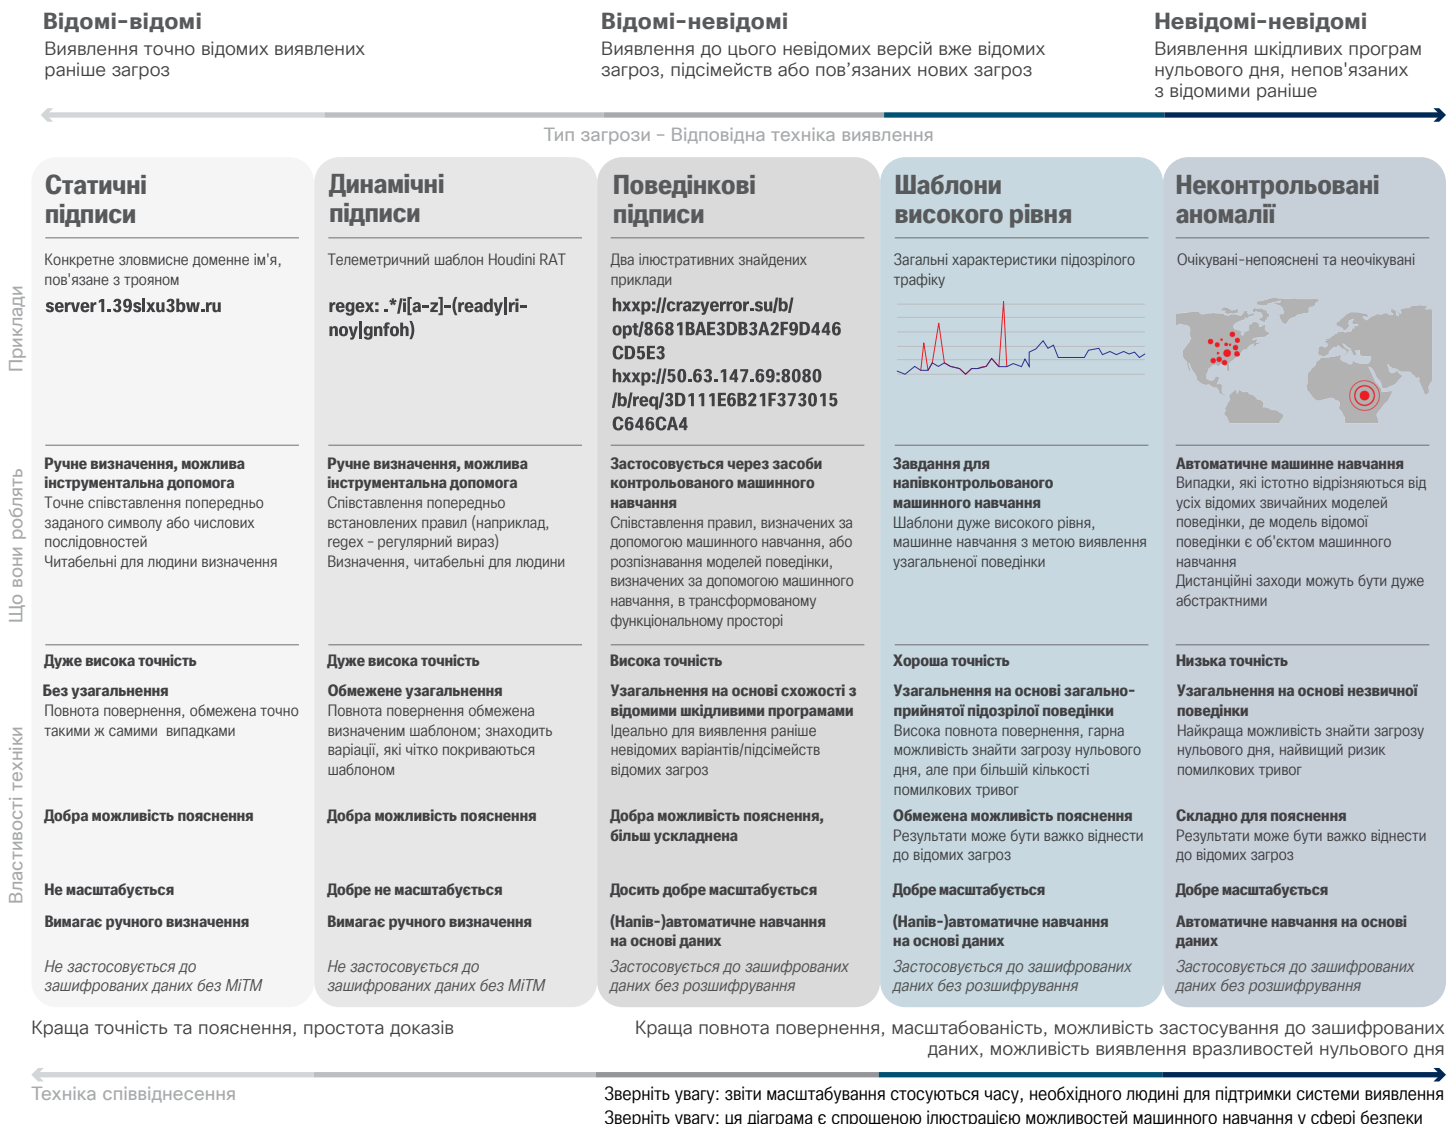 Відомі-відомі
Виявлення точно відомих виявлених
раніше загроз
Відомі-невідомі
Виявлення до цього невідомих версій вже відомих
загроз, підсімейств або пов’язаних нових загроз
Невідомі-невідомі
Виявлення шкідливих програм
нульового дня, непов'язаних
з відомими раніше
Тип загрози – Відповідна техніка виявлення
Приклади
Що вони роблять
Властивості техніки
Статичні
підписи
Конкретне зловмисне доменне ім'я,
пов'язане з трояном
server1.39slxu3bw.ru
Ручне визначення, можлива
інструментальна допомога
Точне співставлення попередньо
заданого символу або числових
послідовностей
Читабельні для людини визначення
Дуже висока точність
Без узагальнення
Повнота повернення, обмежена точно
такими ж самими випадками
Добра можливість пояснення
Не масштабується
Вимагає ручного визначення
Не застосовується до
зашифрованих даних без MiTM
Динамічні
підписи
Телеметричний шаблон Houdini RAT
regex: .*/i[a-z]-(ready|ri-
noy|gnfoh)
Ручне визначення, можлива
інструментальна допомога
Співставлення попередньо
встановлених правил (наприклад,
regex - регулярний вираз)
Визначення, читабельні для людини
Дуже висока точність
Обмежене узагальнення
Повнота повернення обмежена
визначеним шаблоном; знаходить
варіації, які чітко покриваються
шаблоном
Добра можливість пояснення
Добре не масштабується
Вимагає ручного визначення
Не застосовується до
зашифрованих даних без MiTM
Поведінкові
підписи
Два ілюстративних знайдених
приклади
hxxp://crazyerror.su/b/
opt/8681BAE3DB3A2F9D446
CD5E3
hxxp://50.63.147.69:8080
/b/req/3D111E6B21F373015
C646CA4
Застосовується через засоби
контрольованого машинного
навчання
Співставлення правил, визначених за
допомогою машинного навчання, або
розпізнавання моделей поведінки,
визначених за допомогою машинного
навчання, в трансформованому
функціональному просторі
Висока точність
Узагальнення на основі схожості з
відомими шкідливими програмами
Ідеально для виявлення раніше
невідомих варіантів/підсімейств
відомих загроз
Добра можливість пояснення,
більш ускладнена
Досить добре масштабується
(Напів-)автоматичне навчання
на основі даних
Застосовується до зашифрованих
даних без розшифрування
Шаблони
високого рівня
Загальні характеристики підозрілого
трафіку
Завдання для
напівконтрольованого
машинного навчання
Шаблони дуже високого рівня,
машинне навчання з метою виявлення
узагальненої поведінки
Хороша точність
Узагальнення на основі загально-
прийнятої підозрілої поведінки
Висока повнота повернення, гарна
можливість знайти загрозу нульового
дня, але при більшій кількості
помилкових тривог
Обмежена можливість пояснення
Результати може бути важко віднести
до відомих загроз
Добре масштабується
(Напів-)автоматичне навчання
на основі даних
Застосовується до зашифрованих
даних без розшифрування
Неконтрольовані
аномалії
Очікувані-непояснені та неочікувані
Автоматичне машинне навчання
Випадки, які істотно відрізняються від
усіх відомих звичайних моделей
поведінки, де модель відомої
поведінки є об’єктом машинного
навчання
Дистанційні заходи можуть бути дуже
абстрактними
Низька точність
Узагальнення на основі незвичної
поведінки
Найкраща можливість знайти загрозу
нульового дня, найвищий ризик
помилкових тривог
Складно для пояснення
Результати може бути важко віднести
до відомих загроз
Добре масштабується
Автоматичне навчання на основі
даних
Застосовується до зашифрованих
даних без розшифрування
Краща точність та пояснення, простота доказів
Краща повнота повернення, масштабованість, можливість застосування до зашифрованих
даних, можливість виявлення вразливостей нульового дня
Техніка співвіднесення
Зверніть увагу: звіти масштабування стосуються часу, необхідного людині для підтримки системи виявлення
Зверніть увагу: ця діаграма є спрощеною ілюстрацією можливостей машинного навчання у сфері безпеки